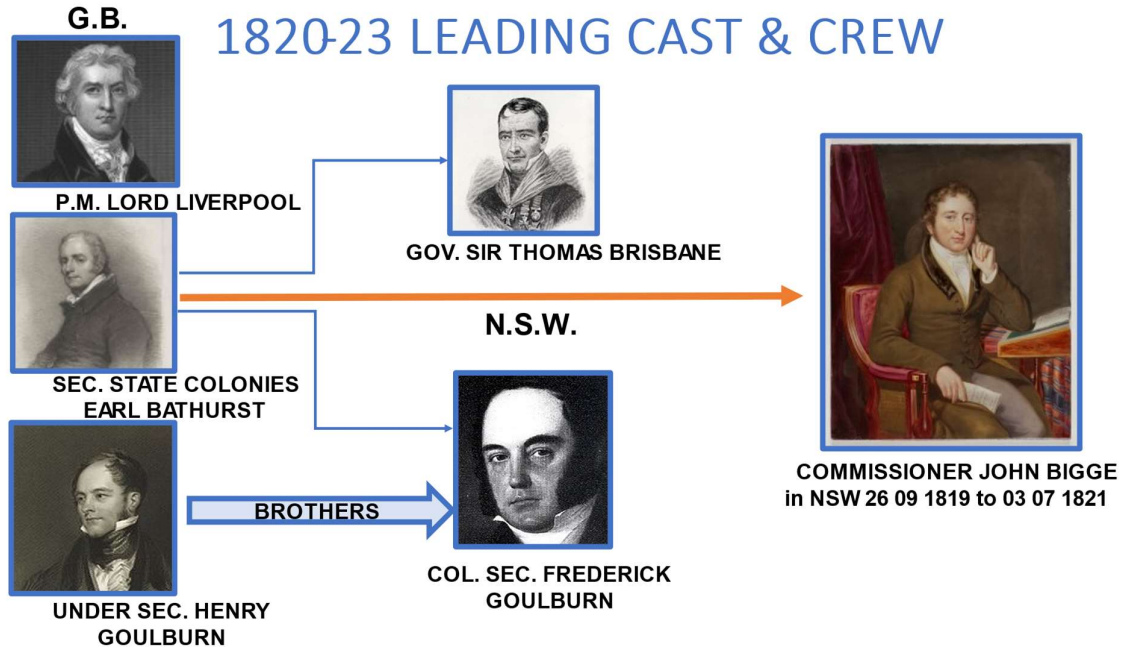 G.B.
1820-23 LEADING CAST & CREW
P.M. LORD LIVERPOOL
GOV. SIR THOMAS BRISBANE
N.S.W.
SEC. STATE COLONIES
EARL BATHURST
COMMISSIONER JOHN BIGGE
in NSW 26 09 1819 to 03 07 1821
BROTHERS
COL. SEC. FREDERICK
GOULBURN
UNDER SEC. HENRY
GOULBURN